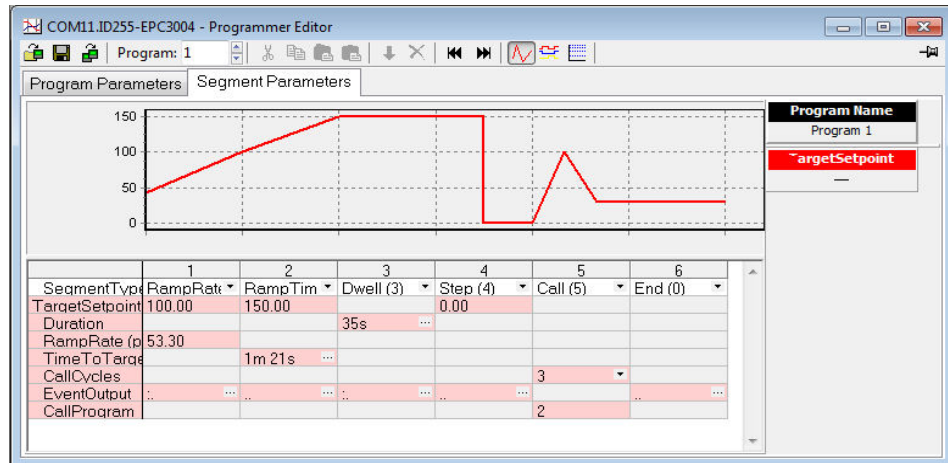 COM11.ID255-EPC3004 - Programmer Editor
Program: 1
Program Parameters Segment Parameters
150
100
50
0
Program Name
Program 1
TargetSetpoint
—
1 2 3 4 5 6
SegmentType RampRat RampTim Dwell (3) Step (4) Call (5) End (0)
TargetSetpoint 100.00 150.00 0.00
Duration 35s ...
RampRate (p 53.30
TimeToTarge 1m 21s ...
CallCycles 3
EventOutput :. ... .. ... :. ... .. ... .. ...
CallProgram 2